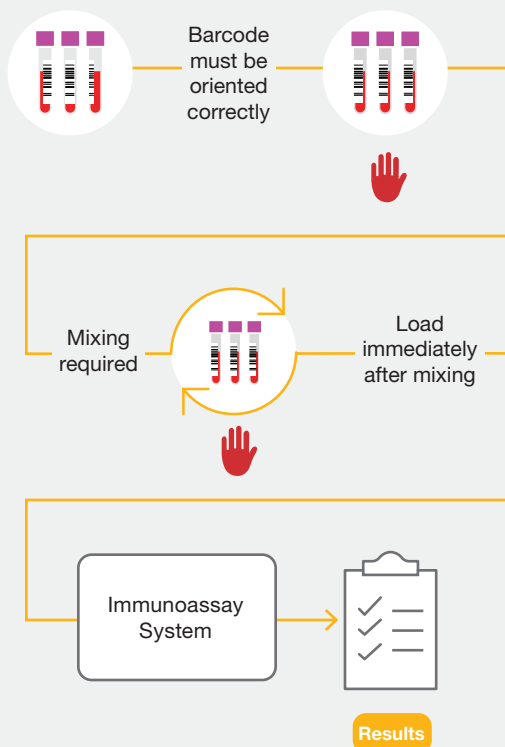 Barcode
must be
oriented
correctly
Mixing
required
Load
immediately
after mixing
Immunoassay
System
Results